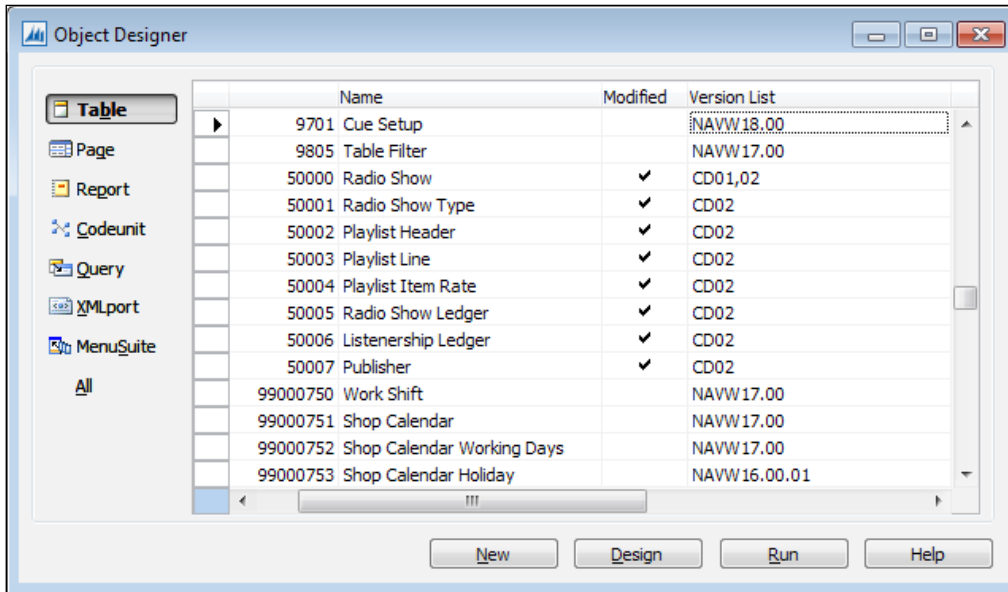 Object Designer
Table
Page
Report
Codeunit
Query
XMLport
MenuSuite
All
Name Modified Version List
9701 Cue Setup NAVW18.00
9805 Table Filter NAVW17.00
50000 Radio Show ✔ CD01,02
50001 Radio Show Type ✔ CD02
50002 Playlist Header ✔ CD02
50003 Playlist Line ✔ CD02
50004 Playlist Item Rate ✔ CD02
50005 Radio Show Ledger ✔ CD02
50006 Listenership Ledger ✔ CD02
50007 Publisher ✔ CD02
99000750 Work Shift NAVW17.00
99000751 Shop Calendar NAVW17.00
99000752 Shop Calendar Working Days NAVW17.00
99000753 Shop Calendar Holiday NAVW16.00.01
New Design Run Help